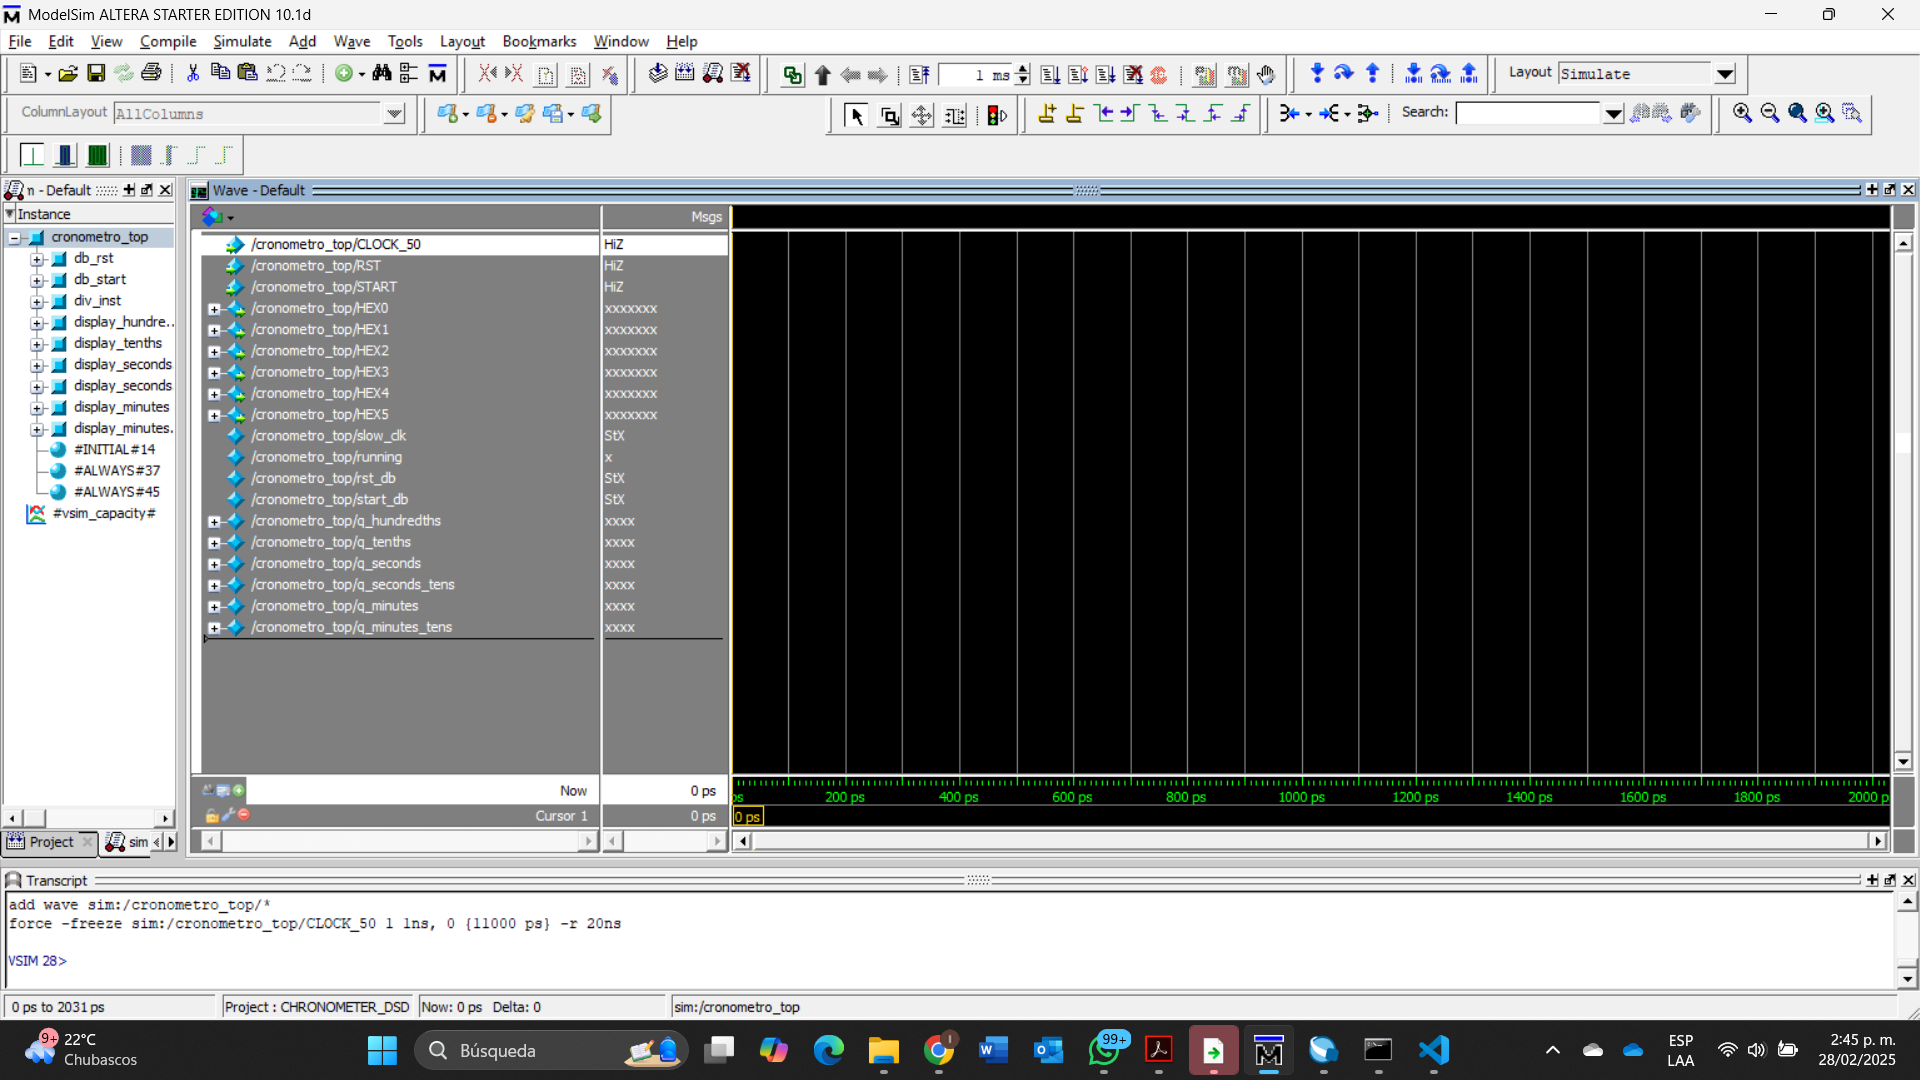 ModelSim ALTERA STARTER EDITION 10.1d
File Edit View Compile Simulate Add Wave Tools Layout Bookmarks Window Help
1 ms
Layout Simulate
ColumnLayout AllColumns
Search:
n - Default
Wave - Default
Instance
Msgs
cronometro_top
db_rst
db_start
div_inst
display_hundre..
display_tenths
display_seconds
display_seconds
display_minutes
display_minutes.
#INITIAL#14
#ALWAYS#37
#ALWAYS#45
#vsim_capacity#
/cronometro_top/CLOCK_50 HiZ
/cronometro_top/RST HiZ
/cronometro_top/START HiZ
/cronometro_top/HEX0 xxxxxxx
/cronometro_top/HEX1 xxxxxxx
/cronometro_top/HEX2 xxxxxxx
/cronometro_top/HEX3 xxxxxxx
/cronometro_top/HEX4 xxxxxxx
/cronometro_top/HEX5 xxxxxxx
/cronometro_top/slow_clk StX
/cronometro_top/running x
/cronometro_top/rst_db StX
/cronometro_top/start_db StX
/cronometro_top/q_hundredths xxxx
/cronometro_top/q_tenths xxxx
/cronometro_top/q_seconds xxxx
/cronometro_top/q_seconds_tens xxxx
/cronometro_top/q_minutes xxxx
/cronometro_top/q_minutes_tens xxxx
Now 0 ps
ps 200 ps 400 ps 600 ps 800 ps 1000 ps 1200 ps 1400 ps 1600 ps 1800 ps 2000 p
Cursor 1 0 ps 0 ps
Project sim
Transcript
add wave sim:/cronometro_top/*
force -freeze sim:/cronometro_top/CLOCK_50 1 1ns, 0 {11000 ps} -r 20ns
VSIM 28>
0 ps to 2031 ps Project : CHRONOMETER_DSD Now: 0 ps Delta: 0 sim:/cronometro_top
9+ 22°C
Chubascos
Búsqueda
99+
ESP
LAA
2:45 p. m.
28/02/2025